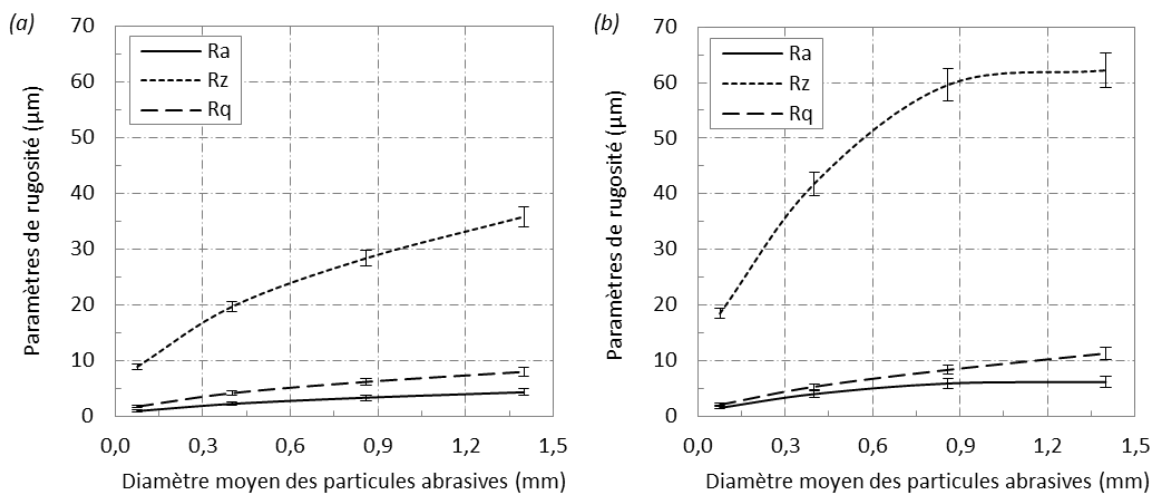 (a)
70
60
50
40
30
20
10
0
Paramètres de rugosité (µm)
Ra
Rz
Rq
0,0 0,3 0,6 0,9 1,2 1,5
Diamètre moyen des particules abrasives (mm)
(b)
70
60
50
40
30
20
10
0
Paramètres de rugosité (µm)
Ra
Rz
Rq
0,0 0,3 0,6 0,9 1,2 1,5
Diamètre moyen des particules abrasives (mm)